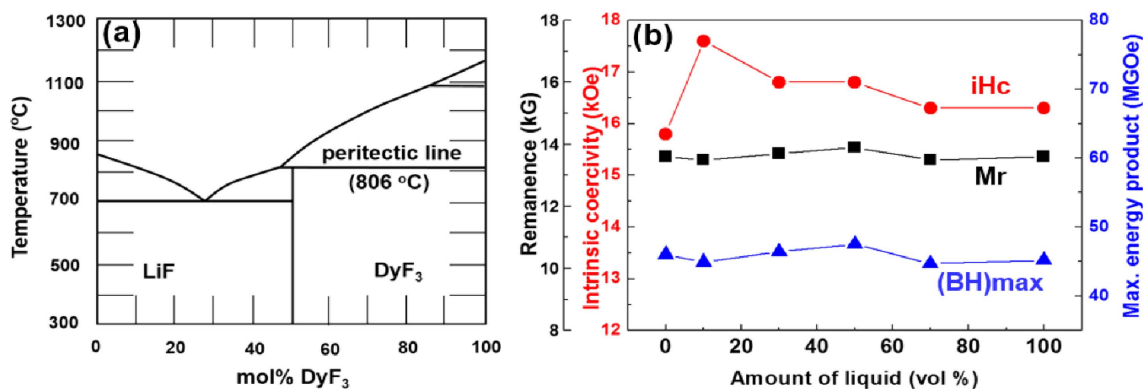 (a)
Temperature (ºC)
1300
1100
900
700
500
300
peritectic line
(806 ºC)
LiF
DyF₃
0
20
40
60
80
100
mol% DyF₃
(b)
Remanence (kG)
18
16
14
12
10
8
Intrinsic coercivity (kOe)
18
17
16
15
14
13
12
iHc
Mr
(BH)max
80
70
60
50
40
Max. energy product (MGOe)
0
20
40
60
80
100
Amount of liquid (vol %)